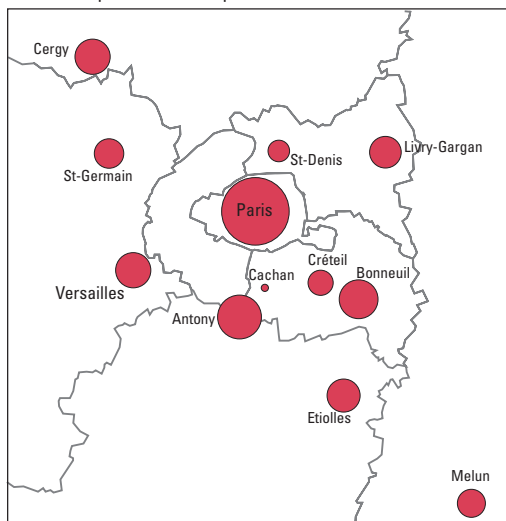 Cergy
St-Germain
St-Denis
Livry-Gargan
Paris
Versailles
Cachan
Créteil
Bonneuil
Antony
Etiolles
Melun